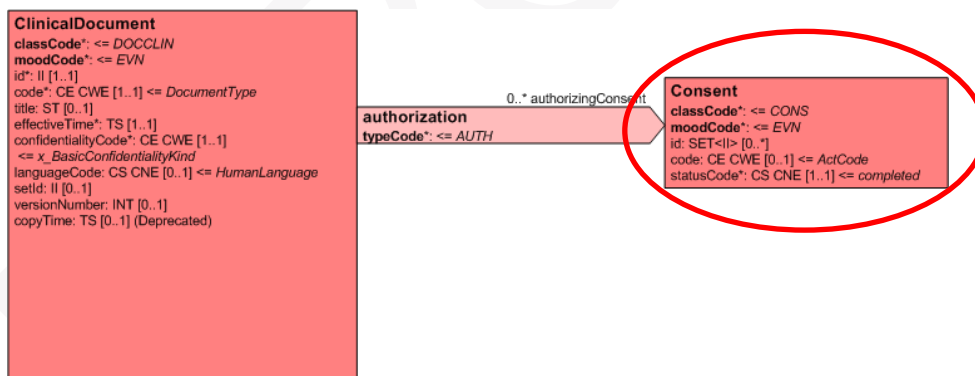 ClinicalDocument
classCode*: <= DOCCLIN
moodCode*: <= EVN
id*: II [1..1]
code*: CE CWE [1..1] <= DocumentType
title: ST [0..1]
effectiveTime*: TS [1..1]
confidentialityCode*: CE CWE [1..1]
<= x_BasicConfidentialityKind
languageCode: CS CNE [0..1] <= HumanLanguage
setId: II [0..1]
versionNumber: INT [0..1]
copyTime: TS [0..1] (Deprecated)
0..* authorizingConsent
authorization
typeCode*: <= AUTH
Consent
classCode*: <= CONS
moodCode*: <= EVN
id: SET<II> [0..*]
code: CE CWE [0..1] <= ActCode
statusCode*: CS CNE [1..1] <= completed